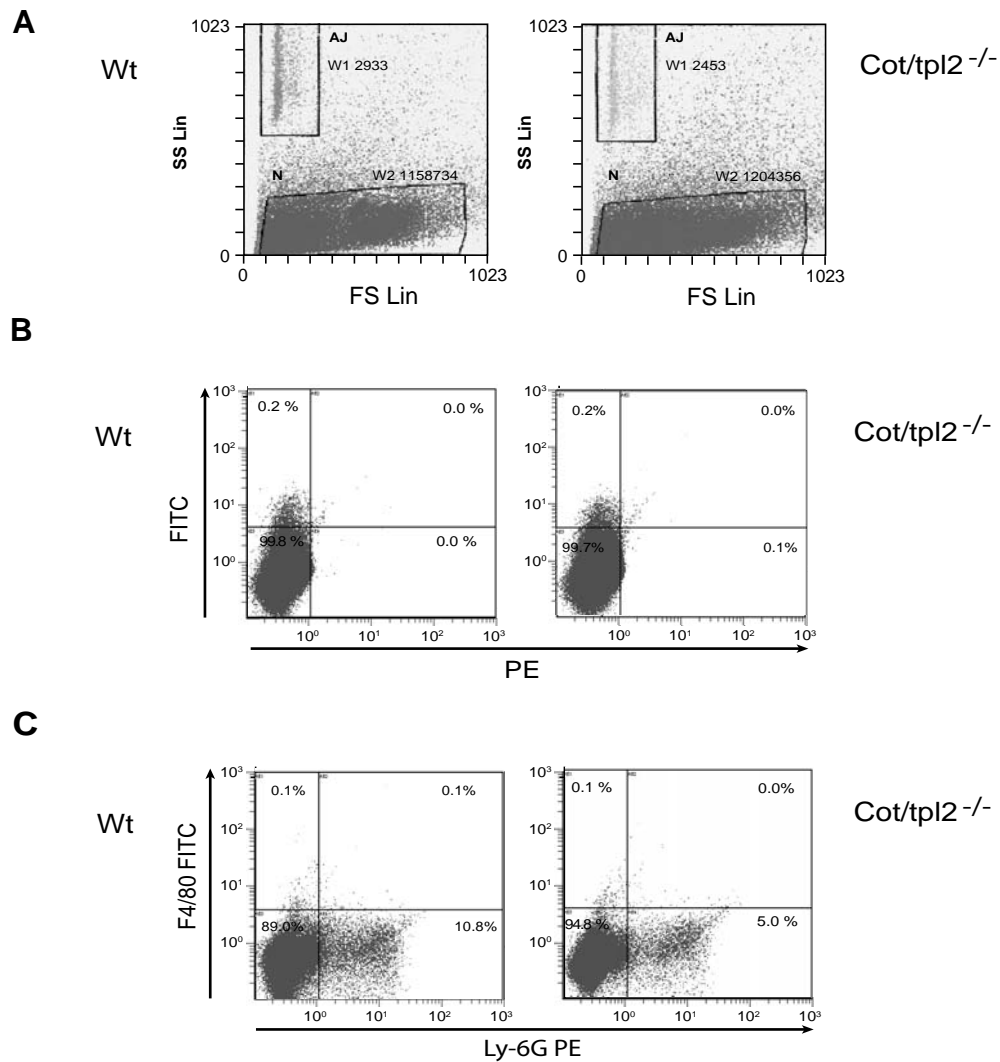 A
Wt
Cot/tpl2 -/-
1023
SS Lin
0
AJ
W1 2933
N
W2 1158734
0
1023
FS Lin
1023
0
AJ
W1 2453
N
W2 1204356
0
1023
FS Lin
B
Wt
Cot/tpl2 -/-
FITC
10³
10²
10¹
10⁰
0.2 %
0.0 %
99.8 %
0.0 %
10⁰ 10¹ 10² 10³
10³
10²
10¹
10⁰
0.2%
0.0%
99.7%
0.1%
10⁰ 10¹ 10² 10³
PE
C
Wt
Cot/tpl2 -/-
F4/80 FITC
10³
10²
10¹
10⁰
0.1%
0.1%
89.0%
10.8%
10⁰ 10¹ 10² 10³
10³
10²
10¹
10⁰
0.1 %
0.0%
94.8 %
5.0 %
10⁰ 10¹ 10² 10³
Ly-6G PE